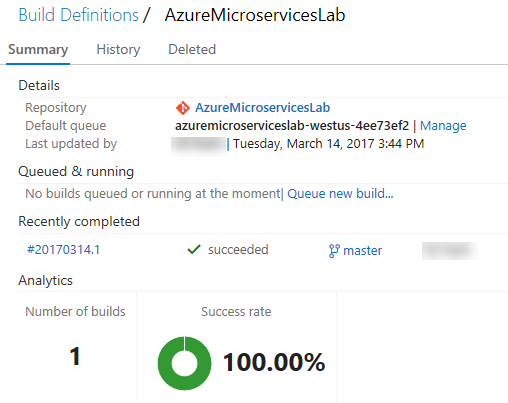 Build Definitions / AzureMicroservicesLab
Summary History Deleted
Details
Repository AzureMicroservicesLab
Default queue azuremicroserviceslab-westus-4ee73ef2 | Manage
Last updated by | Tuesday, March 14, 2017 3:44 PM
Queued & running
No builds queued or running at the moment| Queue new build...
Recently completed
#20170314.1 succeeded master
Analytics
Number of builds Success rate
1 100.00%